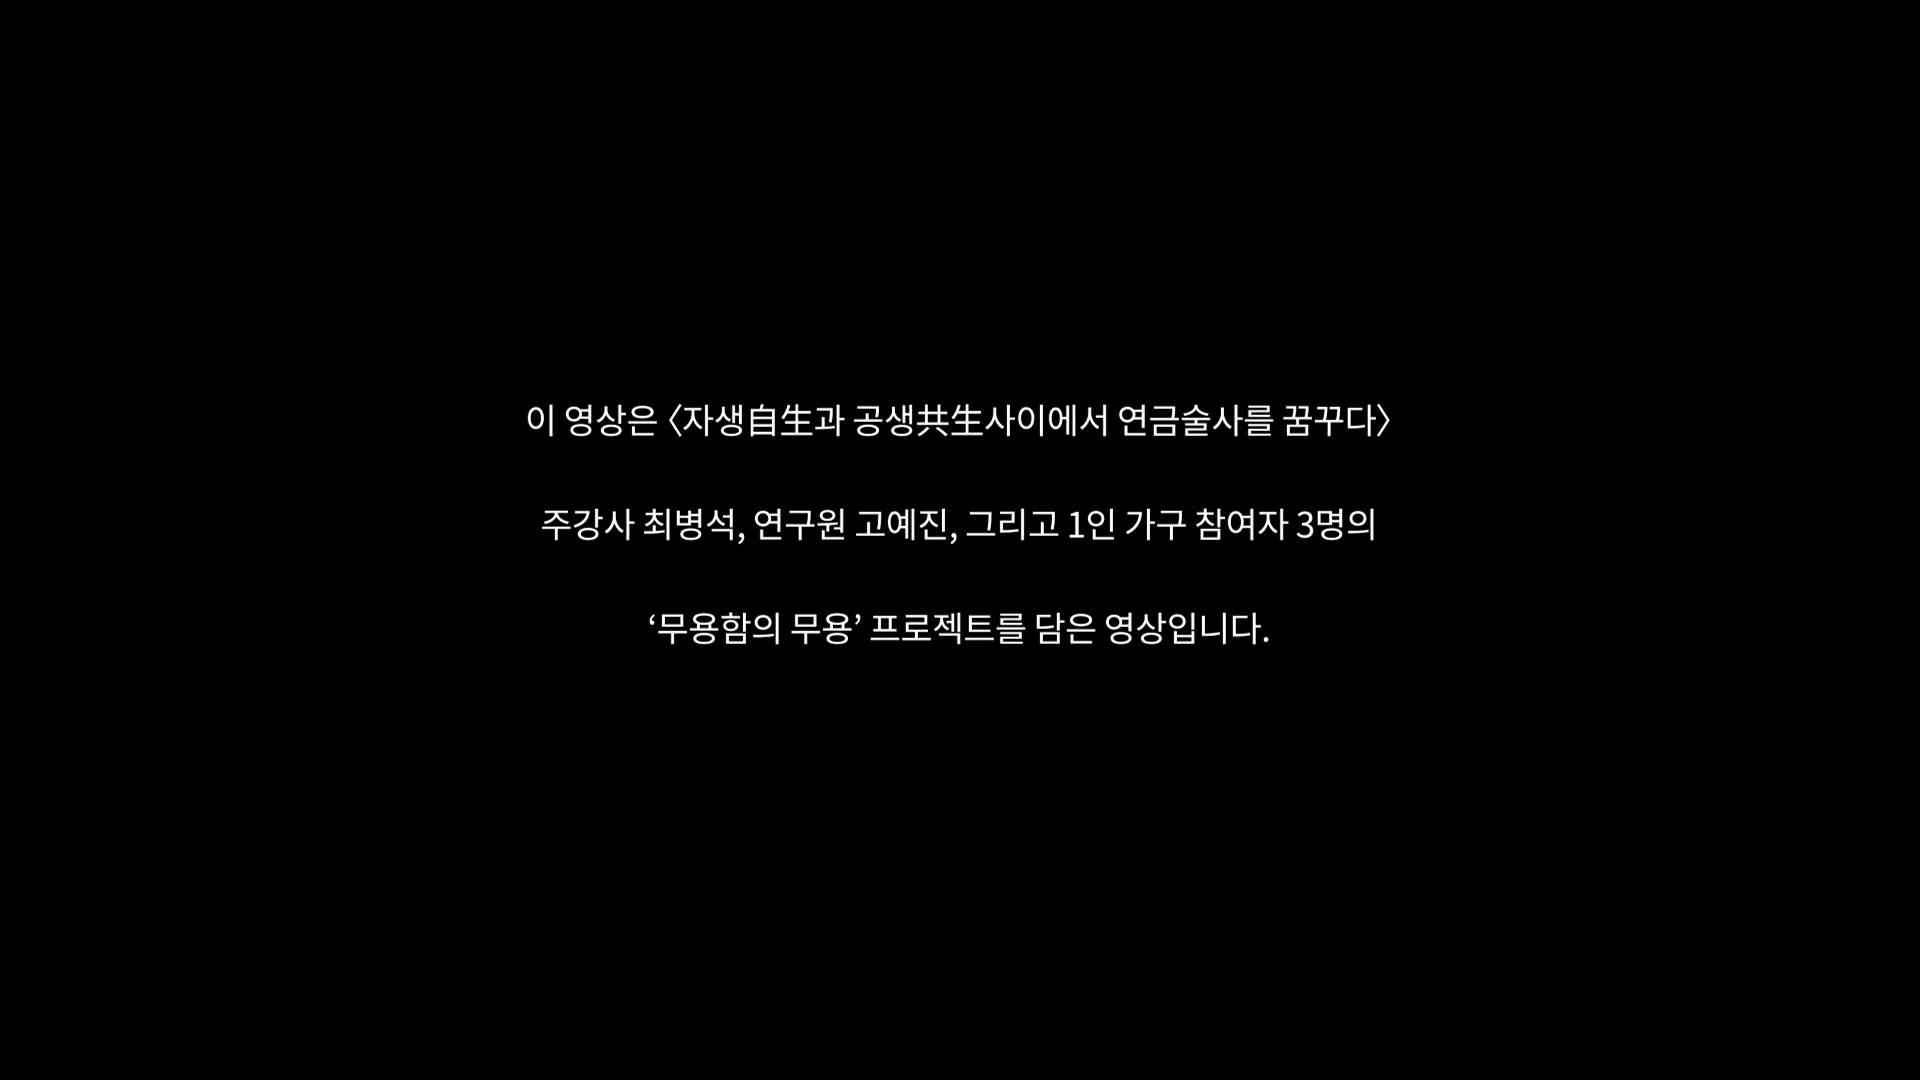 이 영상은 〈자생自生과 공생共生사이에서 연금술사를 꿈꾸다〉
주강사 최병석, 연구원 고예진, 그리고 1인 가구 참여자 3명의
‘무용함의 무용’ 프로젝트를 담은 영상입니다.